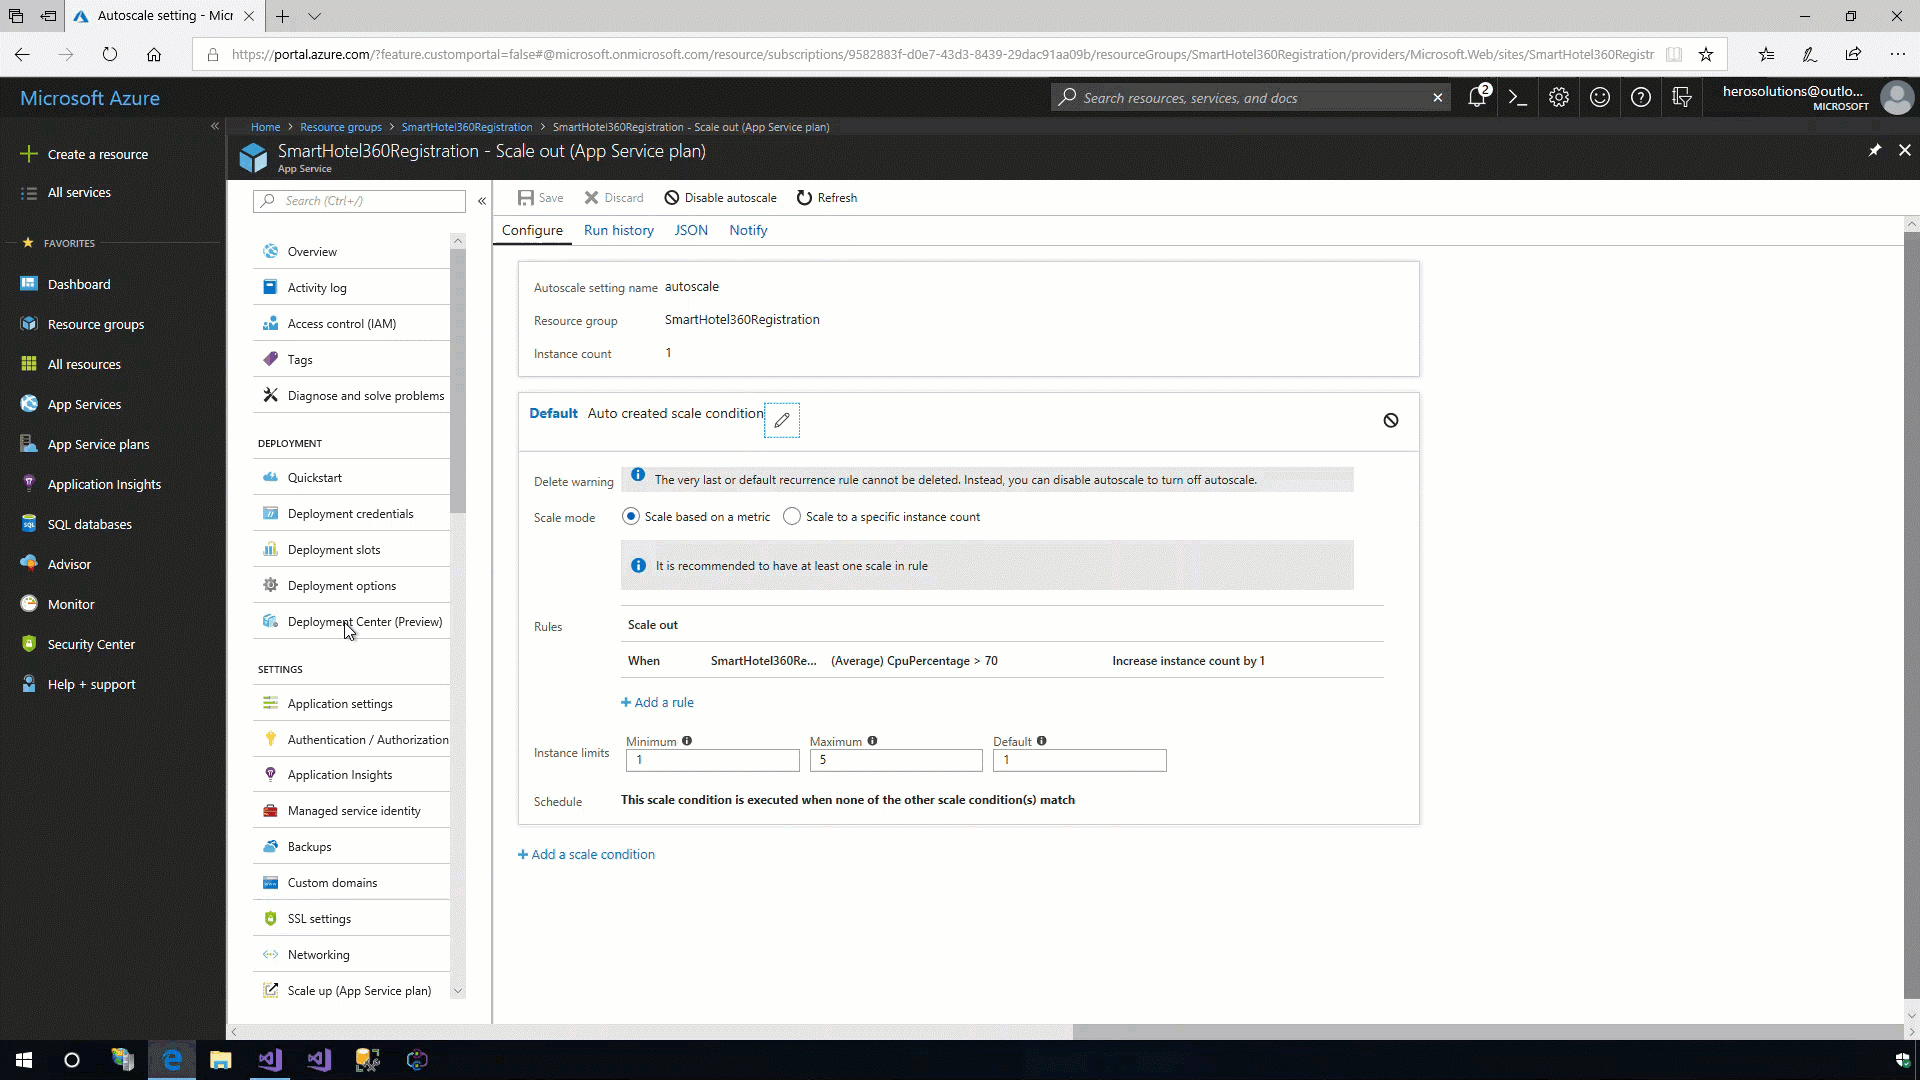 Autoscale setting - Micr
https://portal.azure.com/?feature.customportal=false#@microsoft.onmicrosoft.com/resource/subscriptions/9582883f-d0e7-43d3-8439-29dac91aa09b/resourceGroups/SmartHotel360Registration/providers/Microsoft.Web/sites/SmartHotel360Registr
Microsoft Azure
Search resources, services, and docs
2
herosolutions@outlo...
MICROSOFT
Home > Resource groups > SmartHotel360Registration > SmartHotel360Registration - Scale out (App Service plan)
SmartHotel360Registration - Scale out (App Service plan)
App Service
Create a resource
All services
FAVORITES
Dashboard
Resource groups
All resources
App Services
App Service plans
Application Insights
SQL databases
Advisor
Monitor
Security Center
Help + support
Search (Ctrl+/)
Overview
Activity log
Access control (IAM)
Tags
Diagnose and solve problems
DEPLOYMENT
Quickstart
Deployment credentials
Deployment slots
Deployment options
Deployment Center (Preview)
SETTINGS
Application settings
Authentication / Authorization
Application Insights
Managed service identity
Backups
Custom domains
SSL settings
Networking
Scale up (App Service plan)
Save Discard Disable autoscale Refresh
Configure Run history JSON Notify
Autoscale setting name autoscale
Resource group SmartHotel360Registration
Instance count 1
Default Auto created scale condition
Delete warning The very last or default recurrence rule cannot be deleted. Instead, you can disable autoscale to turn off autoscale.
Scale mode Scale based on a metric Scale to a specific instance count
It is recommended to have at least one scale in rule
Rules Scale out
When SmartHotel360Re... (Average) CpuPercentage > 70 Increase instance count by 1
+ Add a rule
Instance limits Minimum Maximum Default
1 5 1
Schedule This scale condition is executed when none of the other scale condition(s) match
+ Add a scale condition